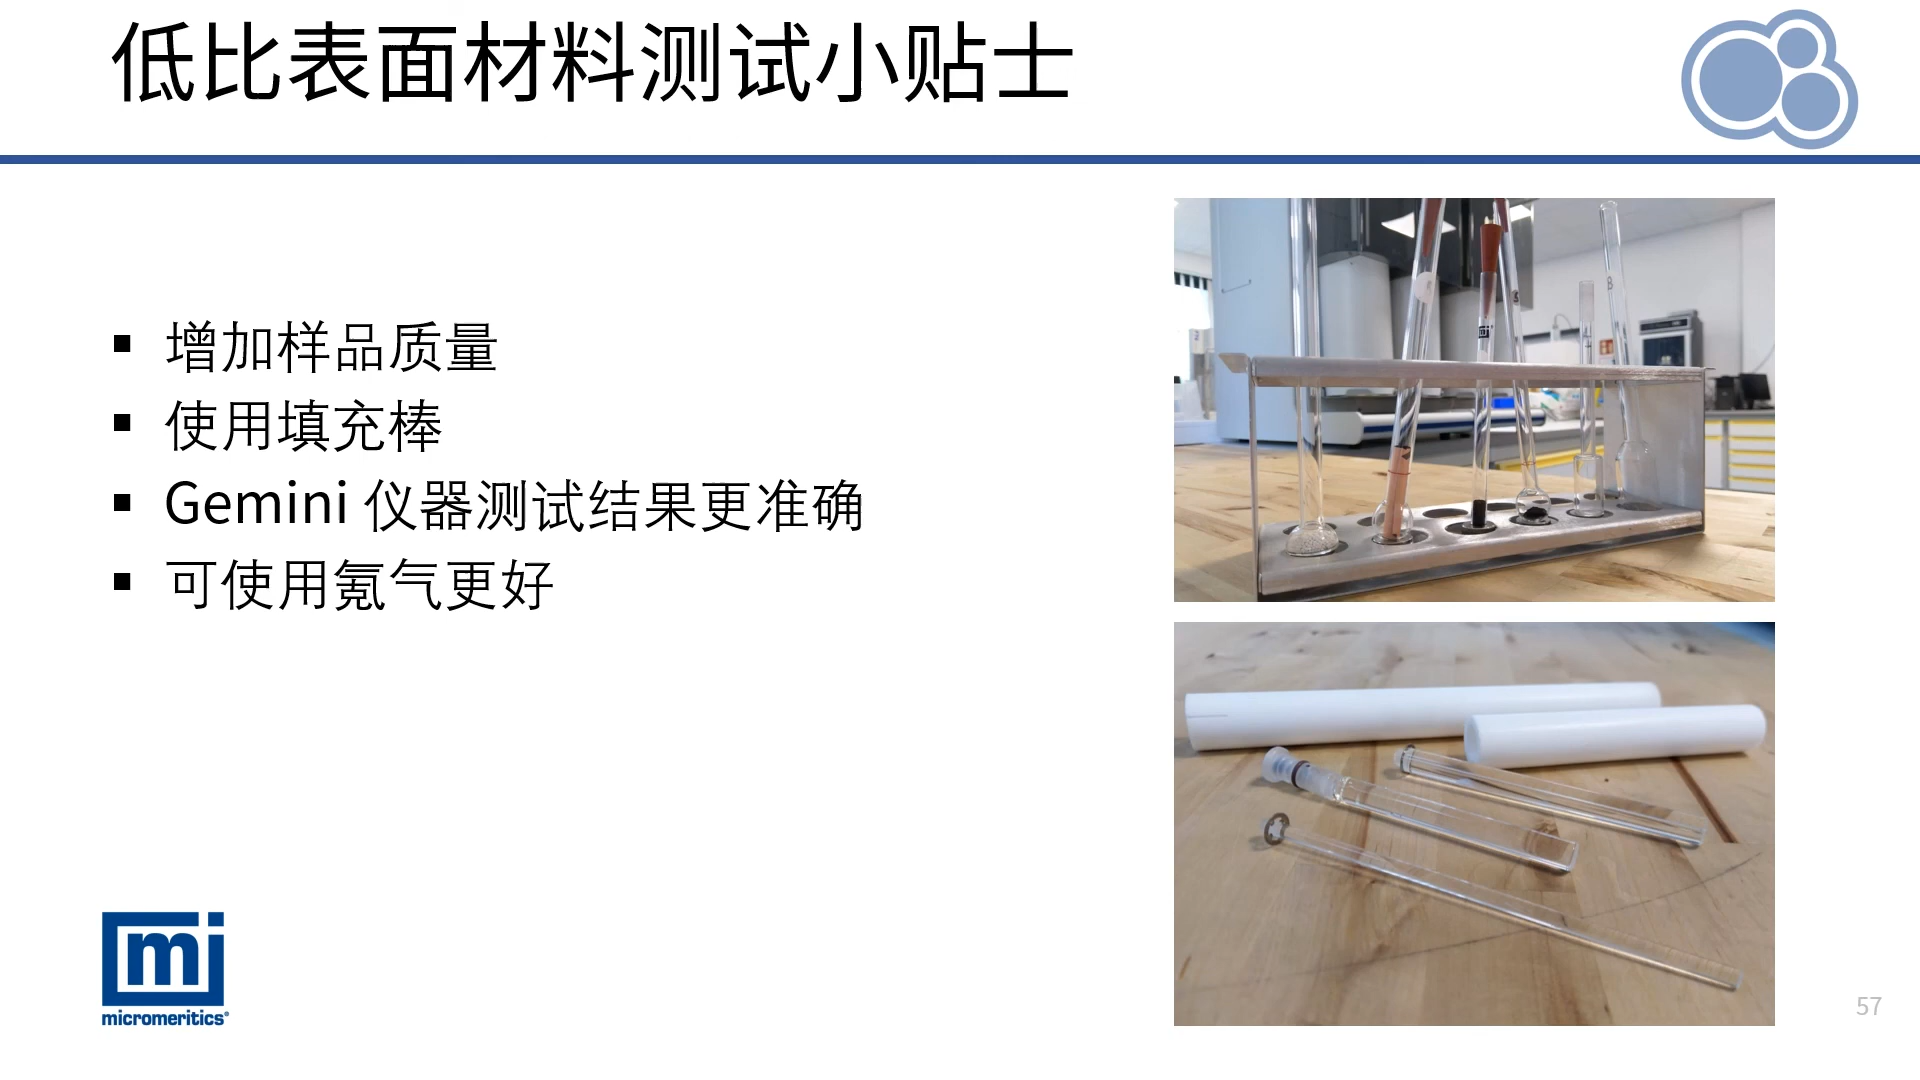 低比表面材料测试小贴士
增加样品质量
使用填充棒
Gemini 仪器测试结果更准确
可使用氪气更好
mi
micromeritics®
57